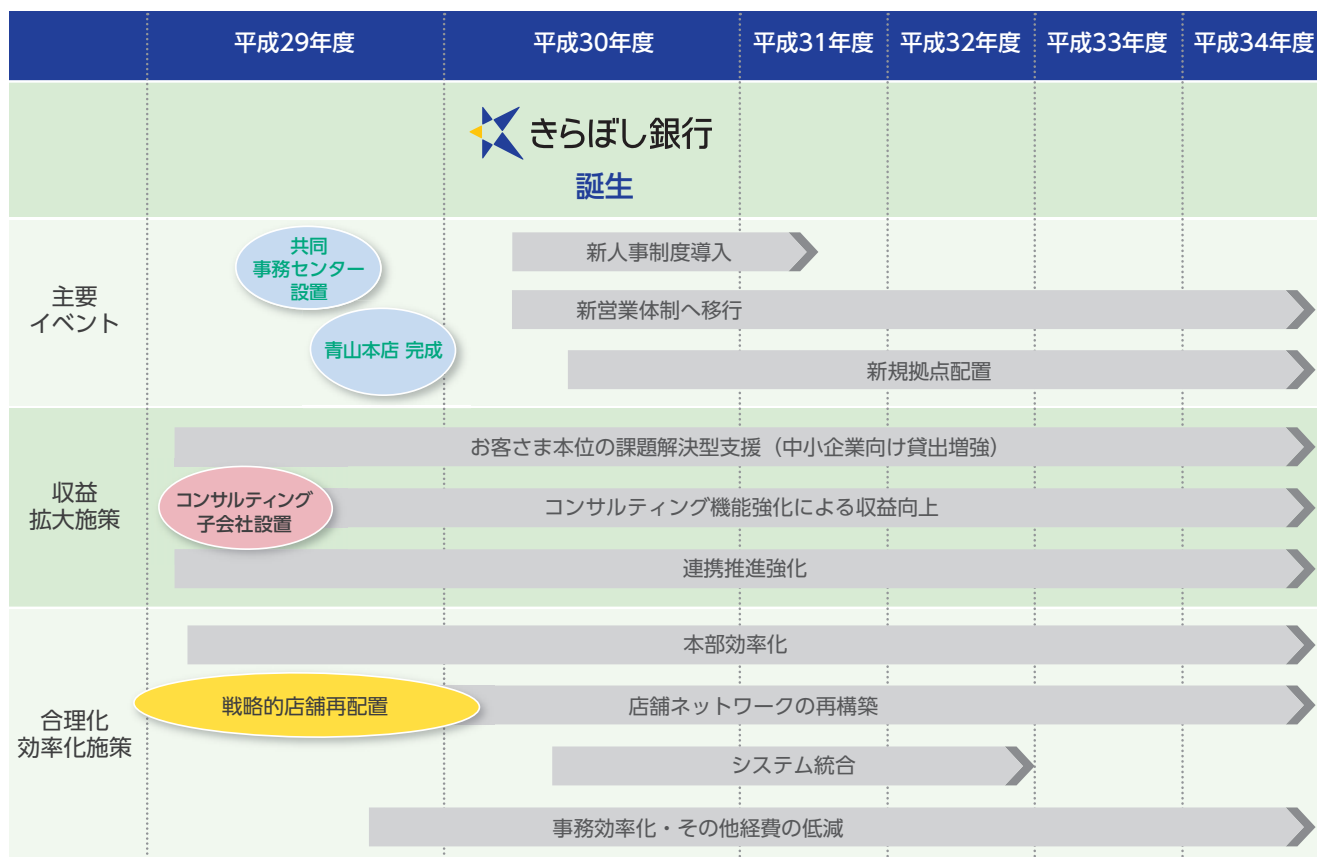 平成29年度
平成30年度
平成31年度
平成32年度
平成33年度
平成34年度
きらぼし銀行
誕生
主要
イベント
共同
事務センター
設置
青山本店 完成
新人事制度導入
新営業体制へ移行
新規拠点配置
収益
拡大施策
お客さま本位の課題解決型支援（中小企業向け貸出増強）
コンサルティング
子会社設置
コンサルティング機能強化による収益向上
連携推進強化
合理化
効率化施策
本部効率化
戦略的店舗再配置
店舗ネットワークの再構築
システム統合
事務効率化・その他経費の低減